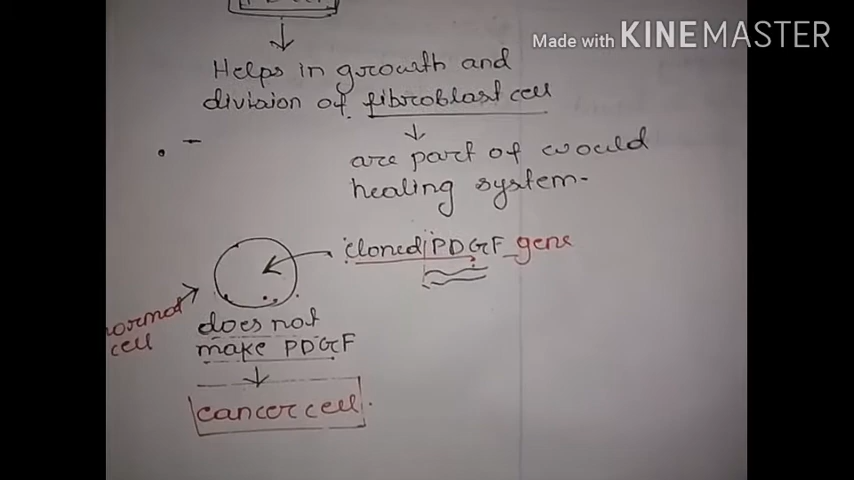 Made with KINEMASTER
Helps in growth and
division of fibroblast cell
are part of would
healing system-
cloned PDGF gene
normal
cell
does not
make PDGF
cancer cell.